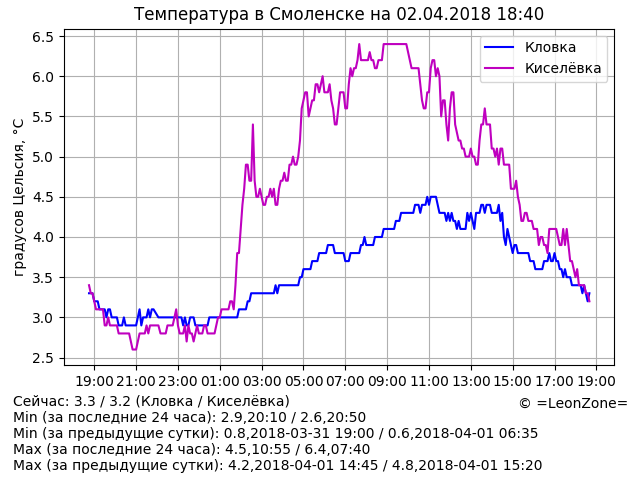 Температура в Смоленске на 02.04.2018 18:40
Кловка
Киселёвка
градусов Цельсия, °C
6.5
6.0
5.5
5.0
4.5
4.0
3.5
3.0
2.5
19:00 21:00 23:00 01:00 03:00 05:00 07:00 09:00 11:00 13:00 15:00 17:00 19:00
Сейчас: 3.3 / 3.2 (Кловка / Киселёвка)
© =LeonZone=
Min (за последние 24 часа): 2.9,20:10 / 2.6,20:50
Min (за предыдущие сутки): 0.8,2018-03-31 19:00 / 0.6,2018-04-01 06:35
Max (за последние 24 часа): 4.5,10:55 / 6.4,07:40
Max (за предыдущие сутки): 4.2,2018-04-01 14:45 / 4.8,2018-04-01 15:20